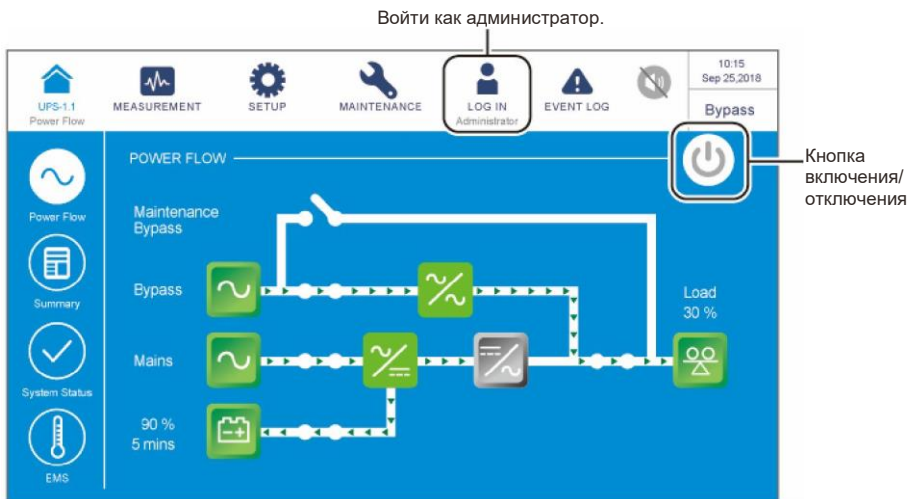 Войти как администратор.
10:15
Sep 25,2018
UPS-1.1
Power Flow
MEASUREMENT
SETUP
MAINTENANCE
LOG IN
Administrator
EVENT LOG
Bypass
POWER FLOW
Кнопка
включения/
отключения
Power Flow
Maintenance
Bypass
Summary
Bypass
Load
30 %
System Status
Mains
90 %
5 mins
EMS